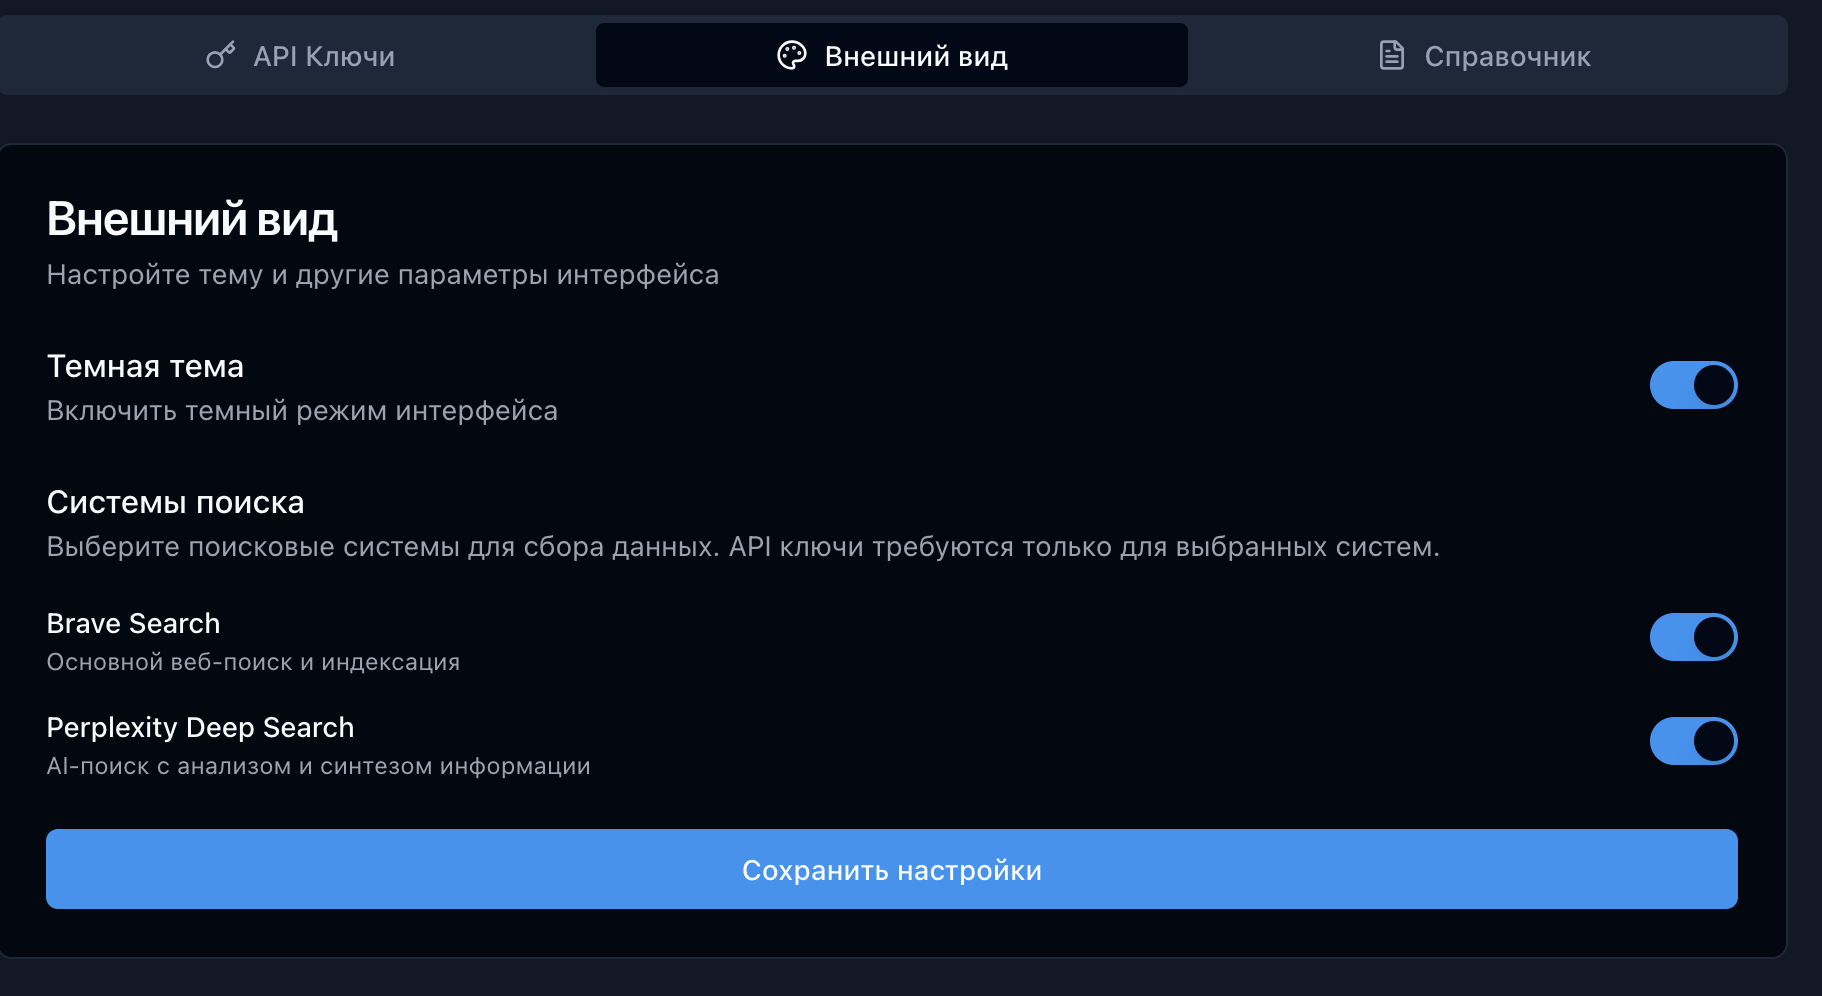 API Ключи
Внешний вид
Справочник
Внешний вид
Настройте тему и другие параметры интерфейса
Темная тема
Включить темный режим интерфейса
Системы поиска
Выберите поисковые системы для сбора данных. API ключи требуются только для выбранных систем.
Brave Search
Основной веб-поиск и индексация
Perplexity Deep Search
AI-поиск с анализом и синтезом информации
Сохранить настройки